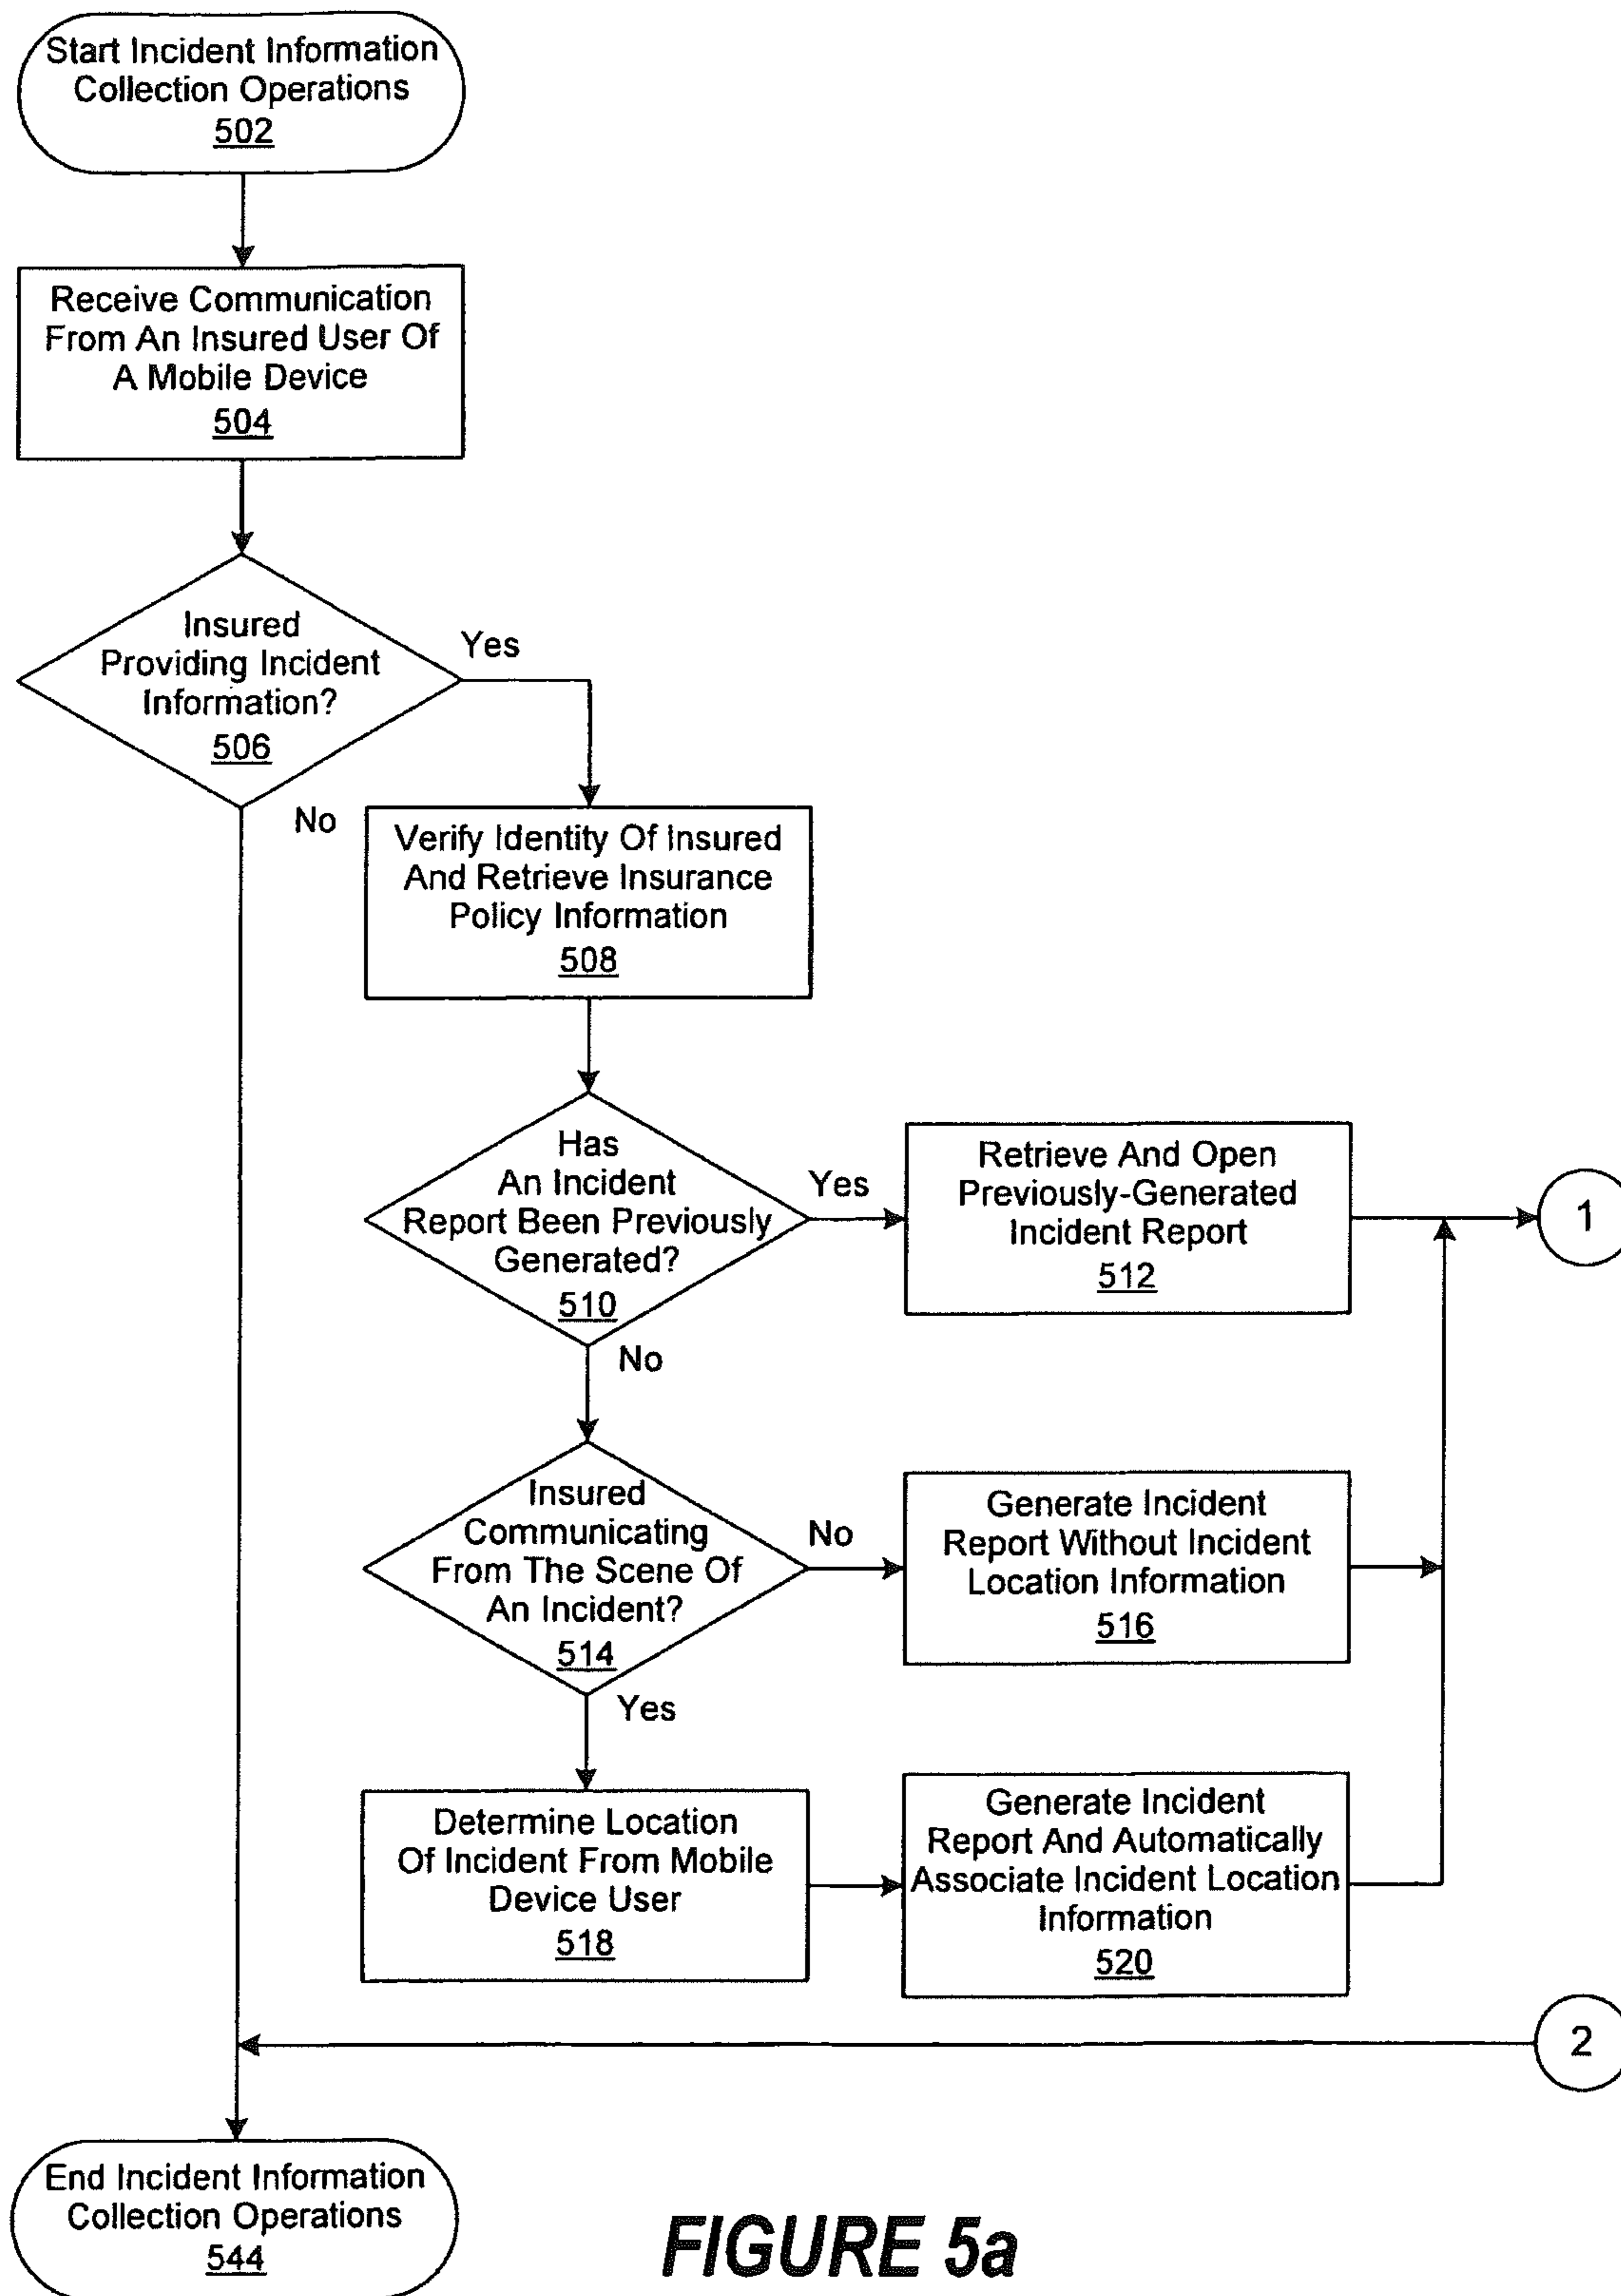 Start Incident Information
Collection Operations
502
Receive Communication
From An Insured User Of
A Mobile Device
504
Insured
Providing Incident
Information?
506
Yes
No
Verify Identity Of Insured
And Retrieve Insurance
Policy Information
508
Has
An Incident
Report Been Previously
Generated?
510
Yes
Retrieve And Open
Previously-Generated
Incident Report
512
1
No
Insured
Communicating
From The Scene Of
An Incident?
514
No
Generate Incident
Report Without Incident
Location Information
516
Yes
Determine Location
Of Incident From Mobile
Device User
518
Generate Incident
Report And Automatically
Associate Incident Location
Information
520
2
End Incident Information
Collection Operations
544
FIGURE 5a